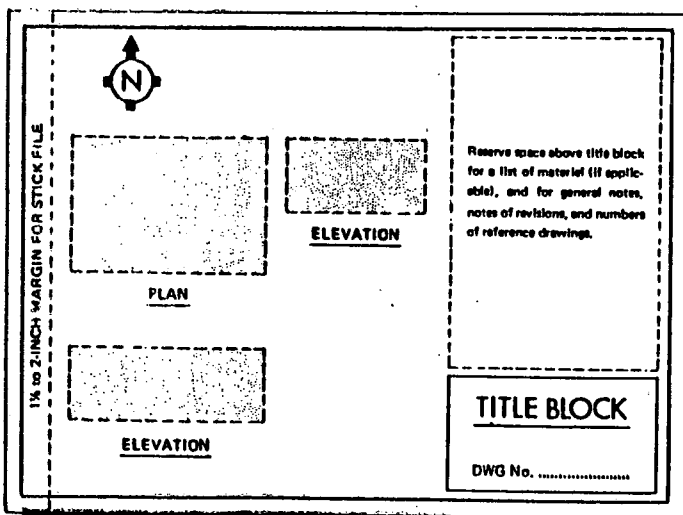 N
1½ to 2-INCH MARGIN FOR STICK FILE
PLAN
ELEVATION
ELEVATION
Reserve space above title block
for a list of material (if applic-
able), and for general notes,
notes of revisions, and numbers
of reference drawings.
TITLE BLOCK
DWG No. ........................